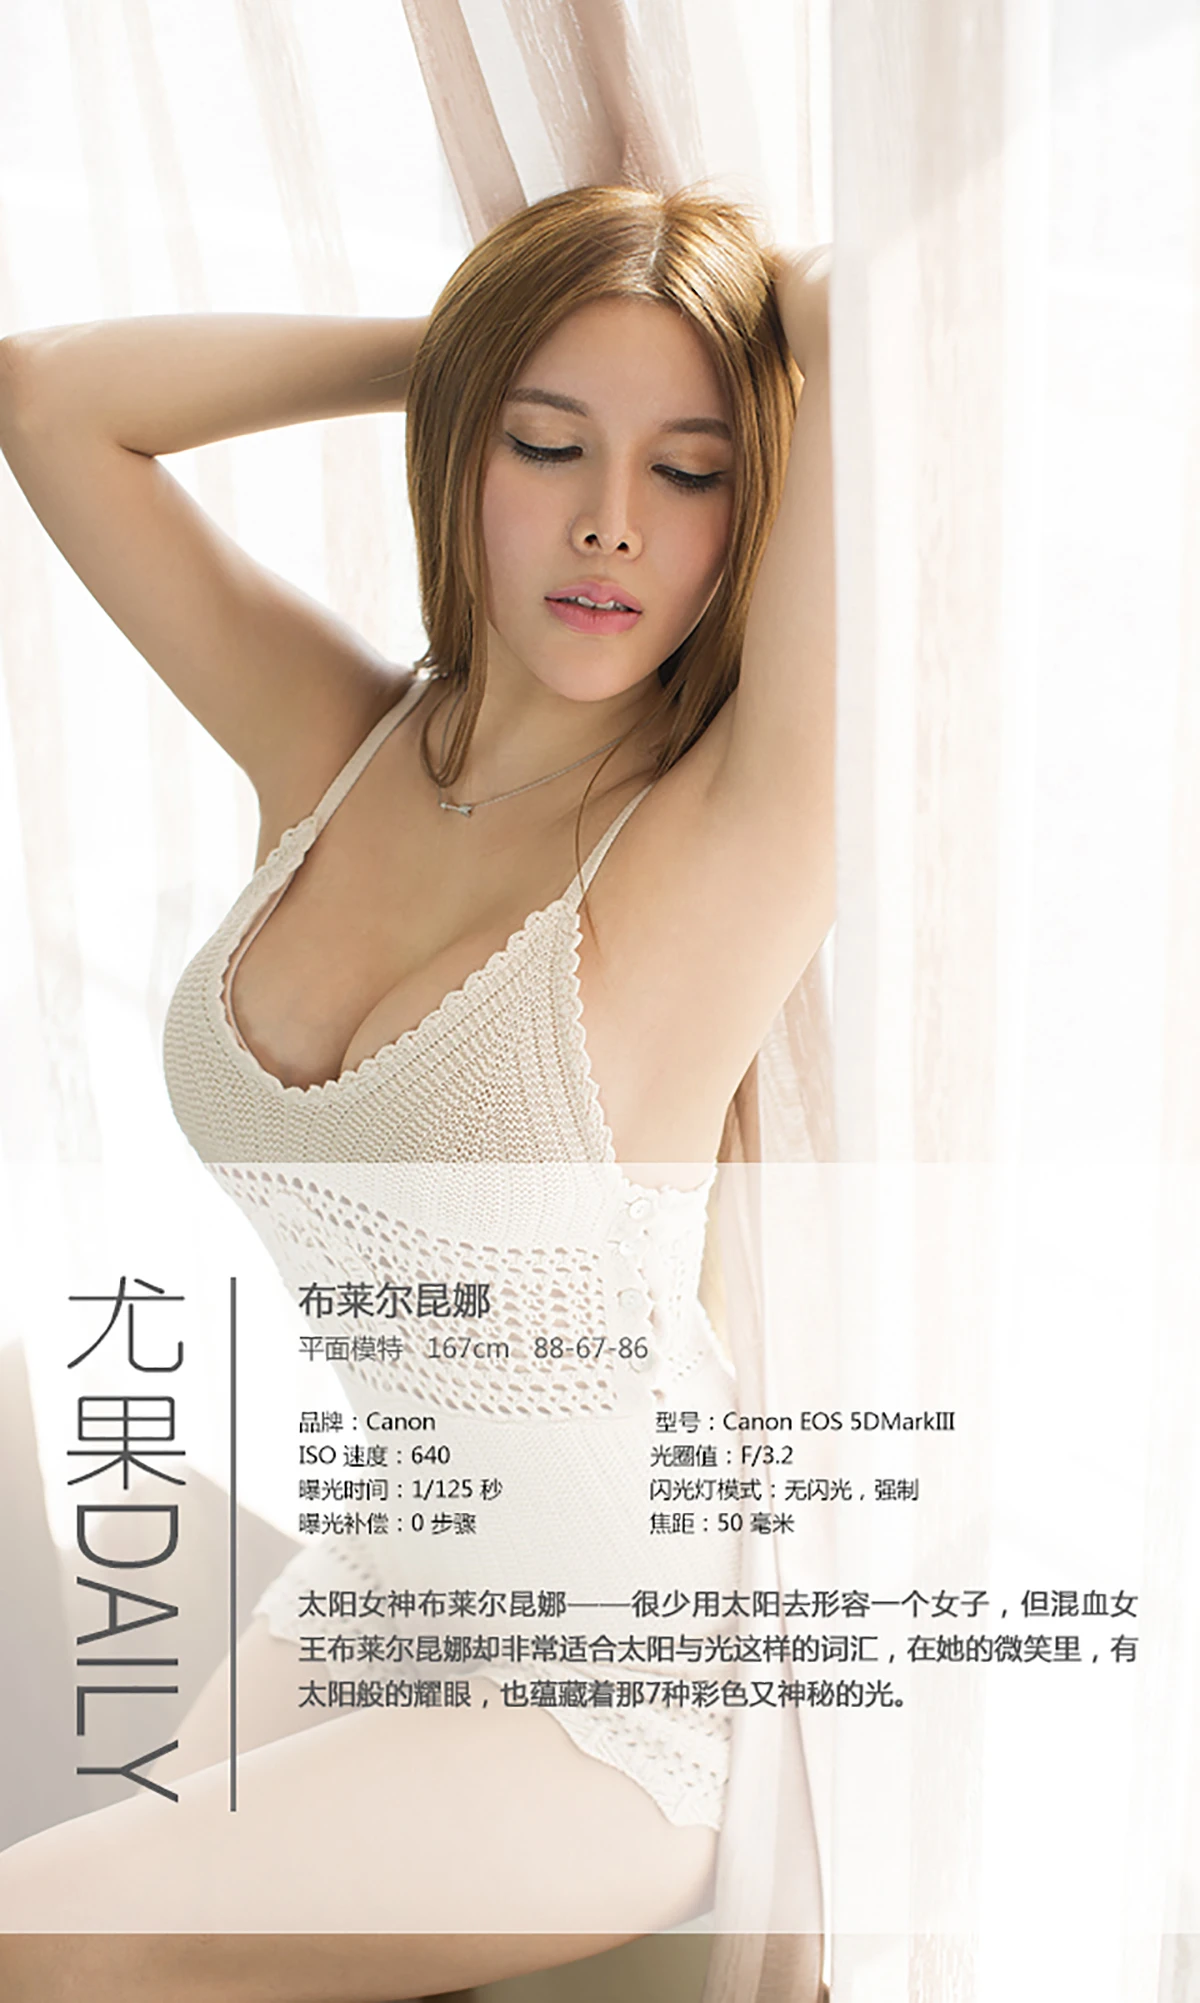 尤果DAILY
布莱尔昆娜
平面模特 167cm 88-67-86
品牌：Canon 型号：Canon EOS 5DMarkIII
ISO 速度：640 光圈值：F/3.2
曝光时间：1/125 秒 闪光灯模式：无闪光，强制
曝光补偿：0 步骤 焦距：50 毫米
太阳女神布莱尔昆娜——很少用太阳去形容一个女子，但混血女
王布莱尔昆娜却非常适合太阳与光这样的词汇，在她的微笑里，有
太阳般的耀眼，也蕴藏着那7种彩色又神秘的光。